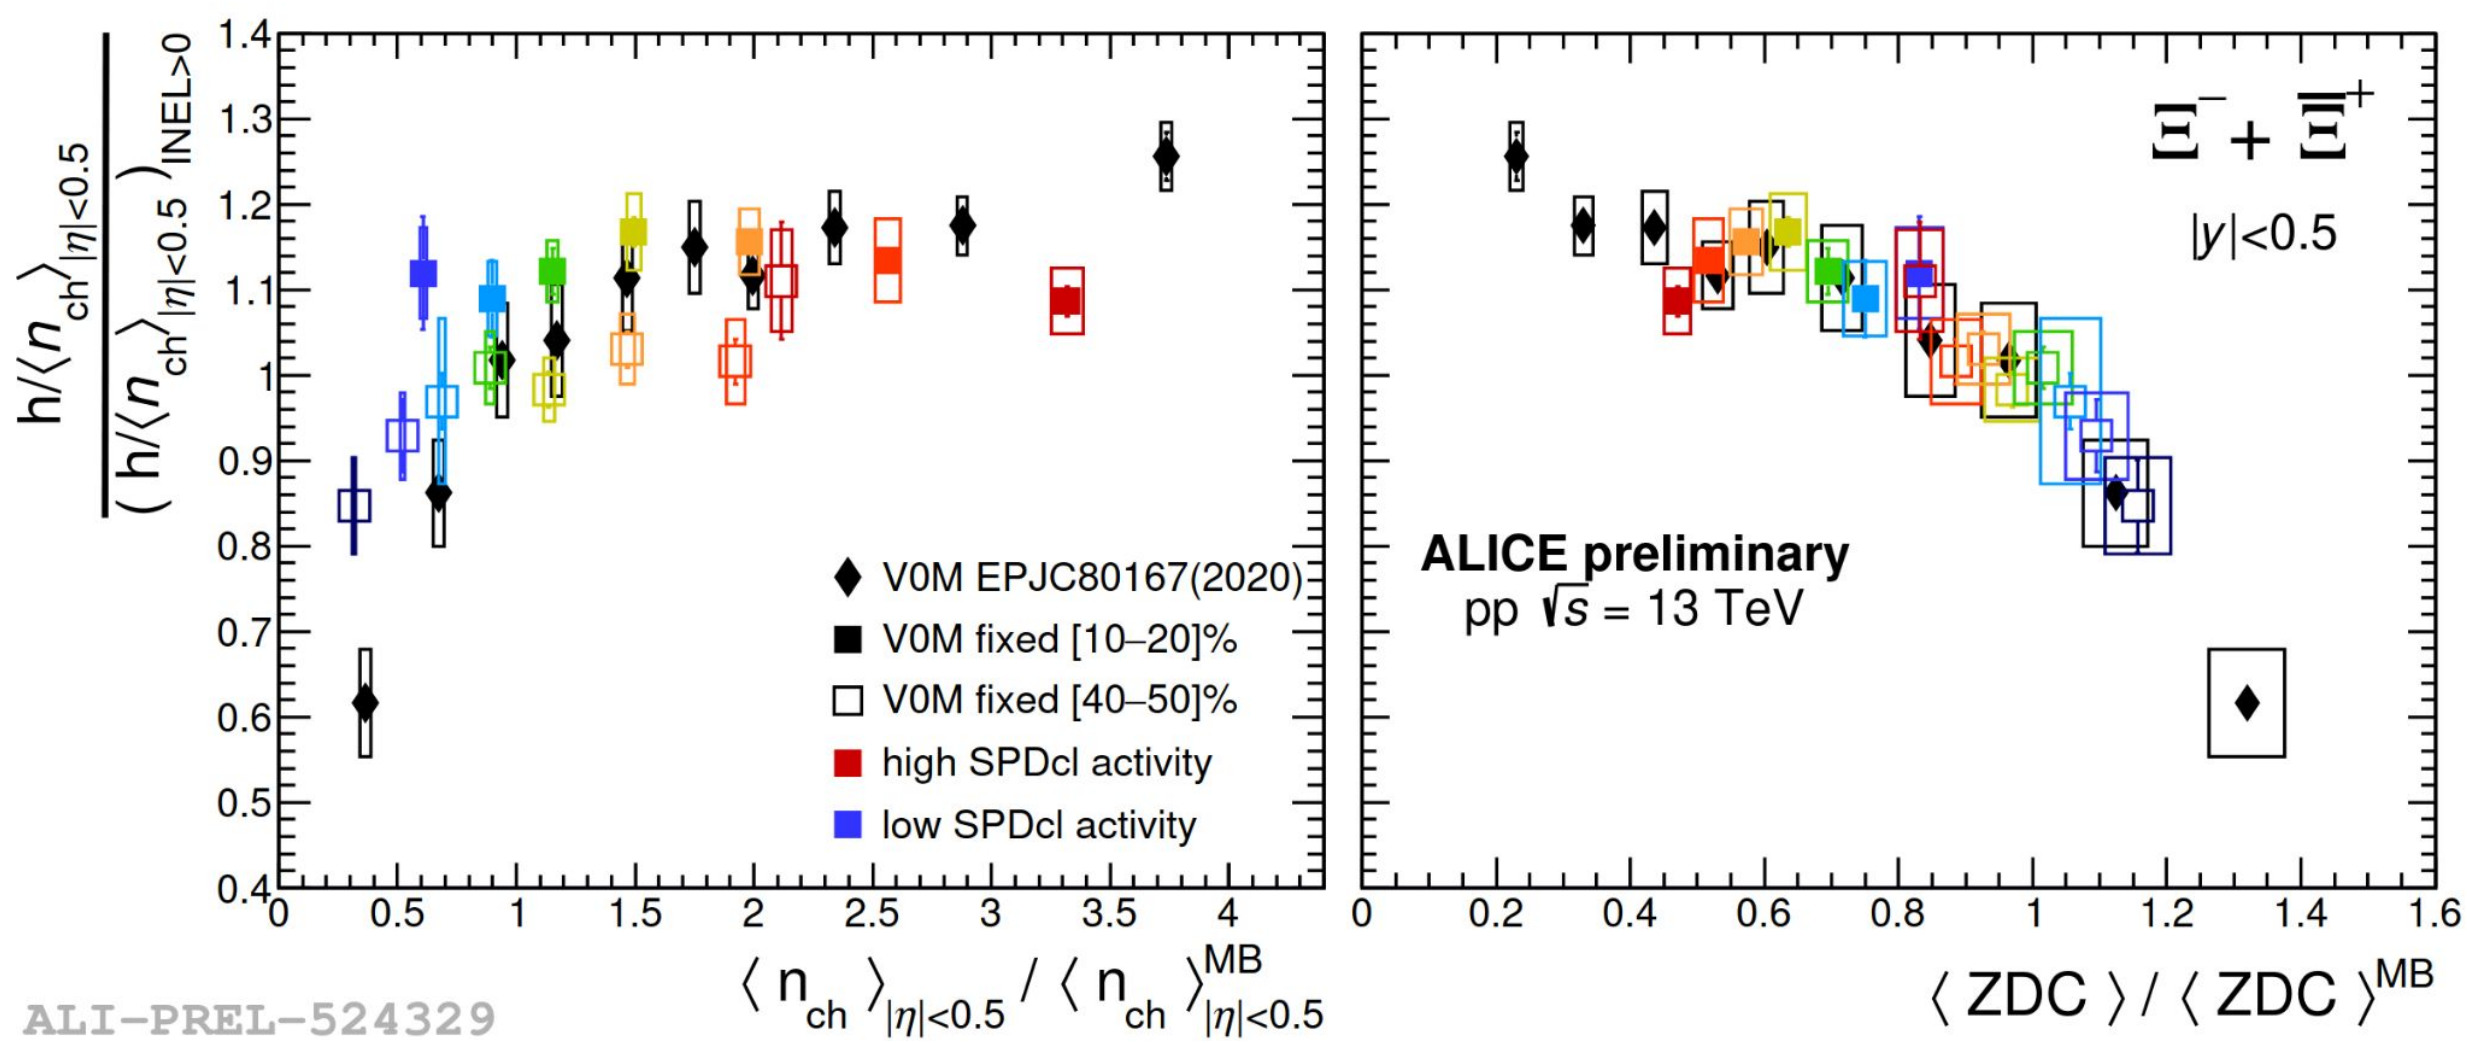 h/⟨n_ch⟩_|η|<0.5
( h/⟨n_ch⟩_|η|<0.5 )_INEL>0
1.4
1.3
1.2
1.1
1
0.9
0.8
0.7
0.6
0.5
0.4
0 0.5 1 1.5 2 2.5 3 3.5 4
⟨ n_ch ⟩_|η|<0.5 / ⟨ n_ch ⟩^MB_|η|<0.5
V0M EPJC80167(2020)
V0M fixed [10–20]%
V0M fixed [40–50]%
high SPDcl activity
low SPDcl activity
Ξ⁻ + Ξ̅⁺
|y|<0.5
ALICE preliminary
pp √s = 13 TeV
0 0.2 0.4 0.6 0.8 1 1.2 1.4 1.6
⟨ ZDC ⟩ / ⟨ ZDC ⟩^MB
ALI-PREL-524329